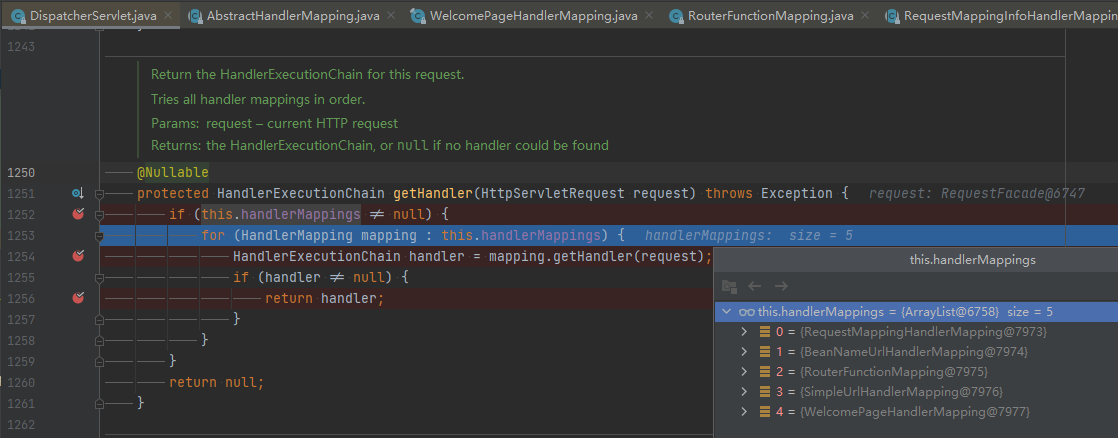 DispatcherServlet.java AbstractHandlerMapping.java WelcomePageHandlerMapping.java RouterFunctionMapping.java RequestMappingInfoHandlerMappin
1243
Return the HandlerExecutionChain for this request.
Tries all handler mappings in order.
Params: request – current HTTP request
Returns: the HandlerExecutionChain, or null if no handler could be found
1250 @Nullable
1251 protected HandlerExecutionChain getHandler(HttpServletRequest request) throws Exception { request: RequestFacade@6747
1252 if (this.handlerMappings ≠ null) {
1253 for (HandlerMapping mapping : this.handlerMappings) { handlerMappings: size = 5
1254 HandlerExecutionChain handler = mapping.getHandler(request);
1255 if (handler ≠ null) {
1256 return handler;
1257 }
1258 }
1259 }
1260 return null;
1261 }
1262
this.handlerMappings
this.handlerMappings = {ArrayList@6758} size = 5
0 = {RequestMappingHandlerMapping@7973}
1 = {BeanNameUrlHandlerMapping@7974}
2 = {RouterFunctionMapping@7975}
3 = {SimpleUrlHandlerMapping@7976}
4 = {WelcomePageHandlerMapping@7977}